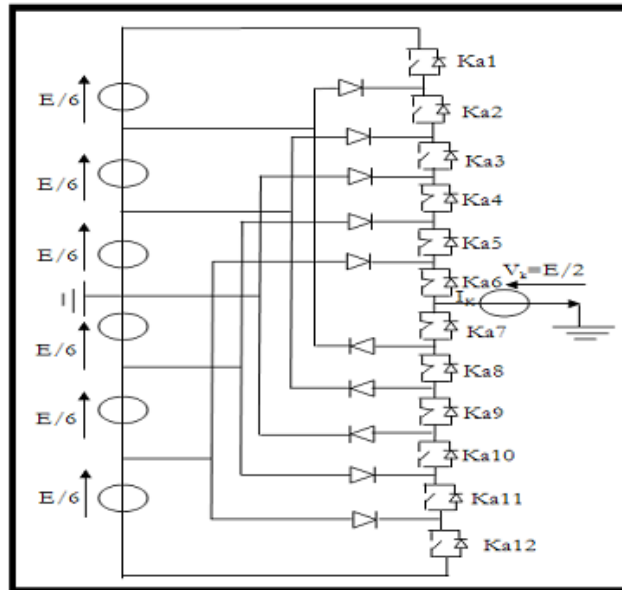 Ka1
E/6
Ka2
Ka3
E/6
Ka4
Ka5
E/6
Ka6
Vₖ=E/2
Iₖ
Ka7
E/6
Ka8
Ka9
E/6
Ka10
Ka11
E/6
Ka12